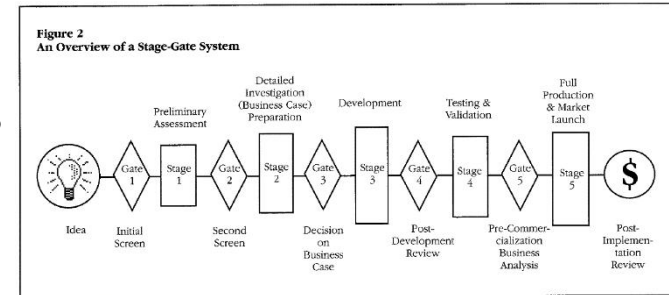 Figure 2
An Overview of a Stage-Gate System
Preliminary
Assessment
Detailed
Investigation
(Business Case)
Preparation
Development
Testing &
Validation
Full
Production
& Market
Launch
Gate
1
Stage
1
Gate
2
Stage
2
Gate
3
Stage
3
Gate
4
Stage
4
Gate
5
Stage
5
$
Idea
Initial
Screen
Second
Screen
Decision
on
Business
Case
Post-
Development
Review
Pre-Commer-
cialization
Business
Analysis
Post-
Implemen-
tation
Review